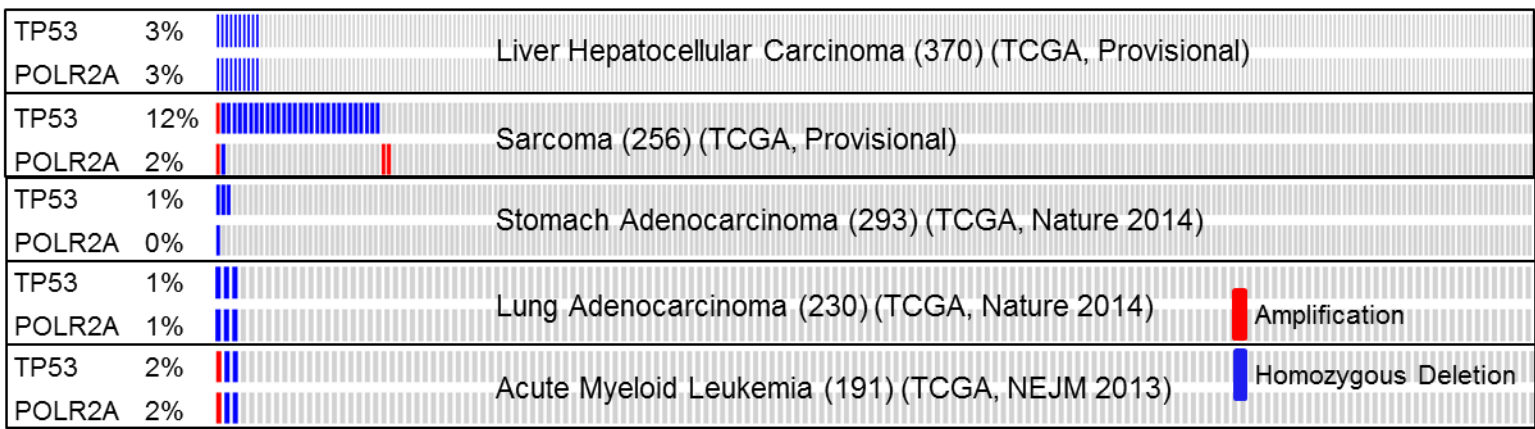 TP53 3%
Liver Hepatocellular Carcinoma (370) (TCGA, Provisional)
POLR2A 3%
TP53 12%
Sarcoma (256) (TCGA, Provisional)
POLR2A 2%
TP53 1%
Stomach Adenocarcinoma (293) (TCGA, Nature 2014)
POLR2A 0%
TP53 1%
Lung Adenocarcinoma (230) (TCGA, Nature 2014)
Amplification
POLR2A 1%
TP53 2%
Acute Myeloid Leukemia (191) (TCGA, NEJM 2013)
Homozygous Deletion
POLR2A 2%